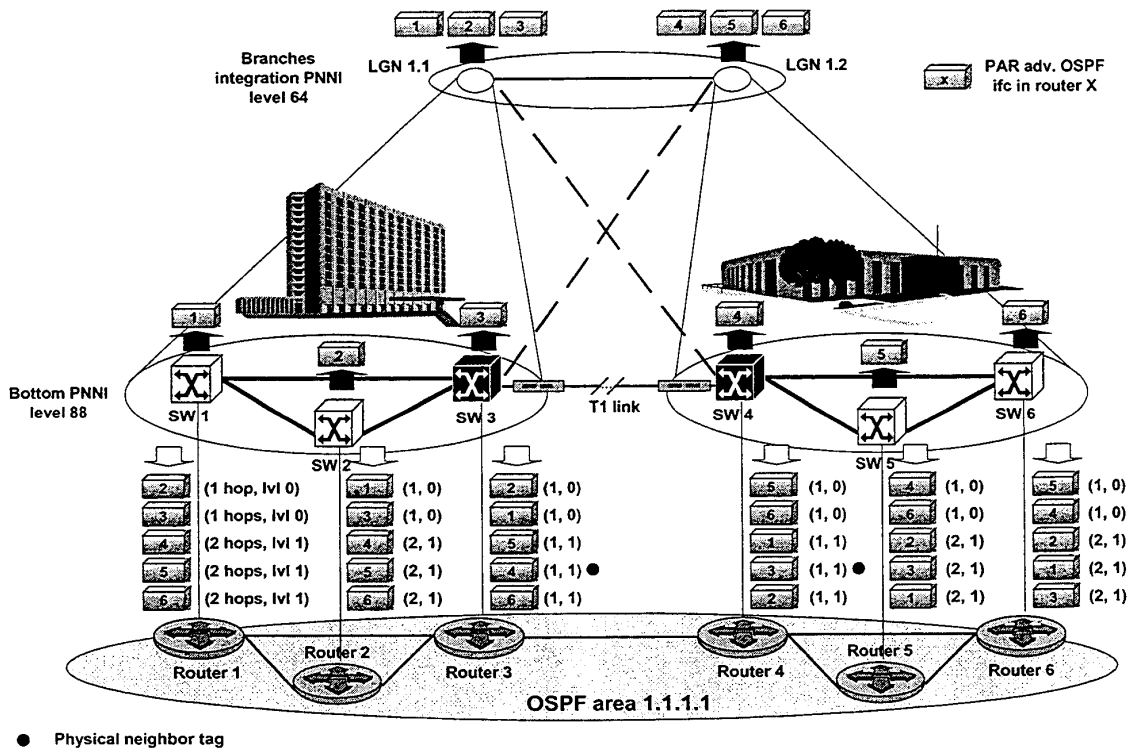 1 2 3
4 5 6
Branches
integration PNNI
level 64
LGN 1.1
LGN 1.2
x
PAR adv. OSPF
ifc in router X
1
3
4
6
2
5
Bottom PNNI
level 88
SW 1
SW 2
SW 3
T1 link
SW 4
SW 5
SW 6
2 (1 hop, lvl 0)
3 (1 hops, lvl 0)
4 (2 hops, lvl 1)
5 (2 hops, lvl 1)
6 (2 hops, lvl 1)
1 (1, 0)
3 (1, 0)
4 (2, 1)
5 (2, 1)
6 (2, 1)
2 (1, 0)
1 (1, 0)
5 (1, 1)
4 (1, 1)
6 (1, 1)
5 (1, 0)
6 (1, 0)
1 (1, 1)
3 (1, 1)
2 (1, 1)
4 (1, 0)
6 (1, 0)
2 (2, 1)
3 (2, 1)
1 (2, 1)
5 (1, 0)
4 (1, 0)
2 (2, 1)
1 (2, 1)
3 (2, 1)
Router 1
Router 2
Router 3
Router 4
Router 5
Router 6
OSPF area 1.1.1.1
Physical neighbor tag